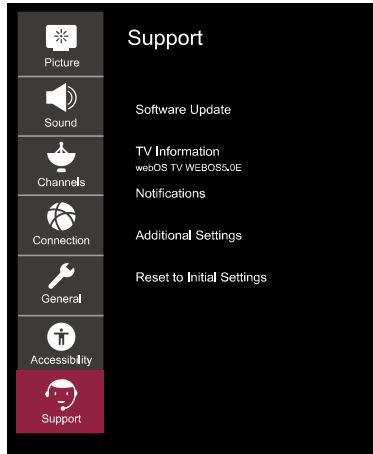 Support
Picture
Sound
Channels
Connection
General
Accessibility
Support
Software Update
TV Information
webOS TV WEBOS5.0E
Notifications
Additional Settings
Reset to Initial Settings